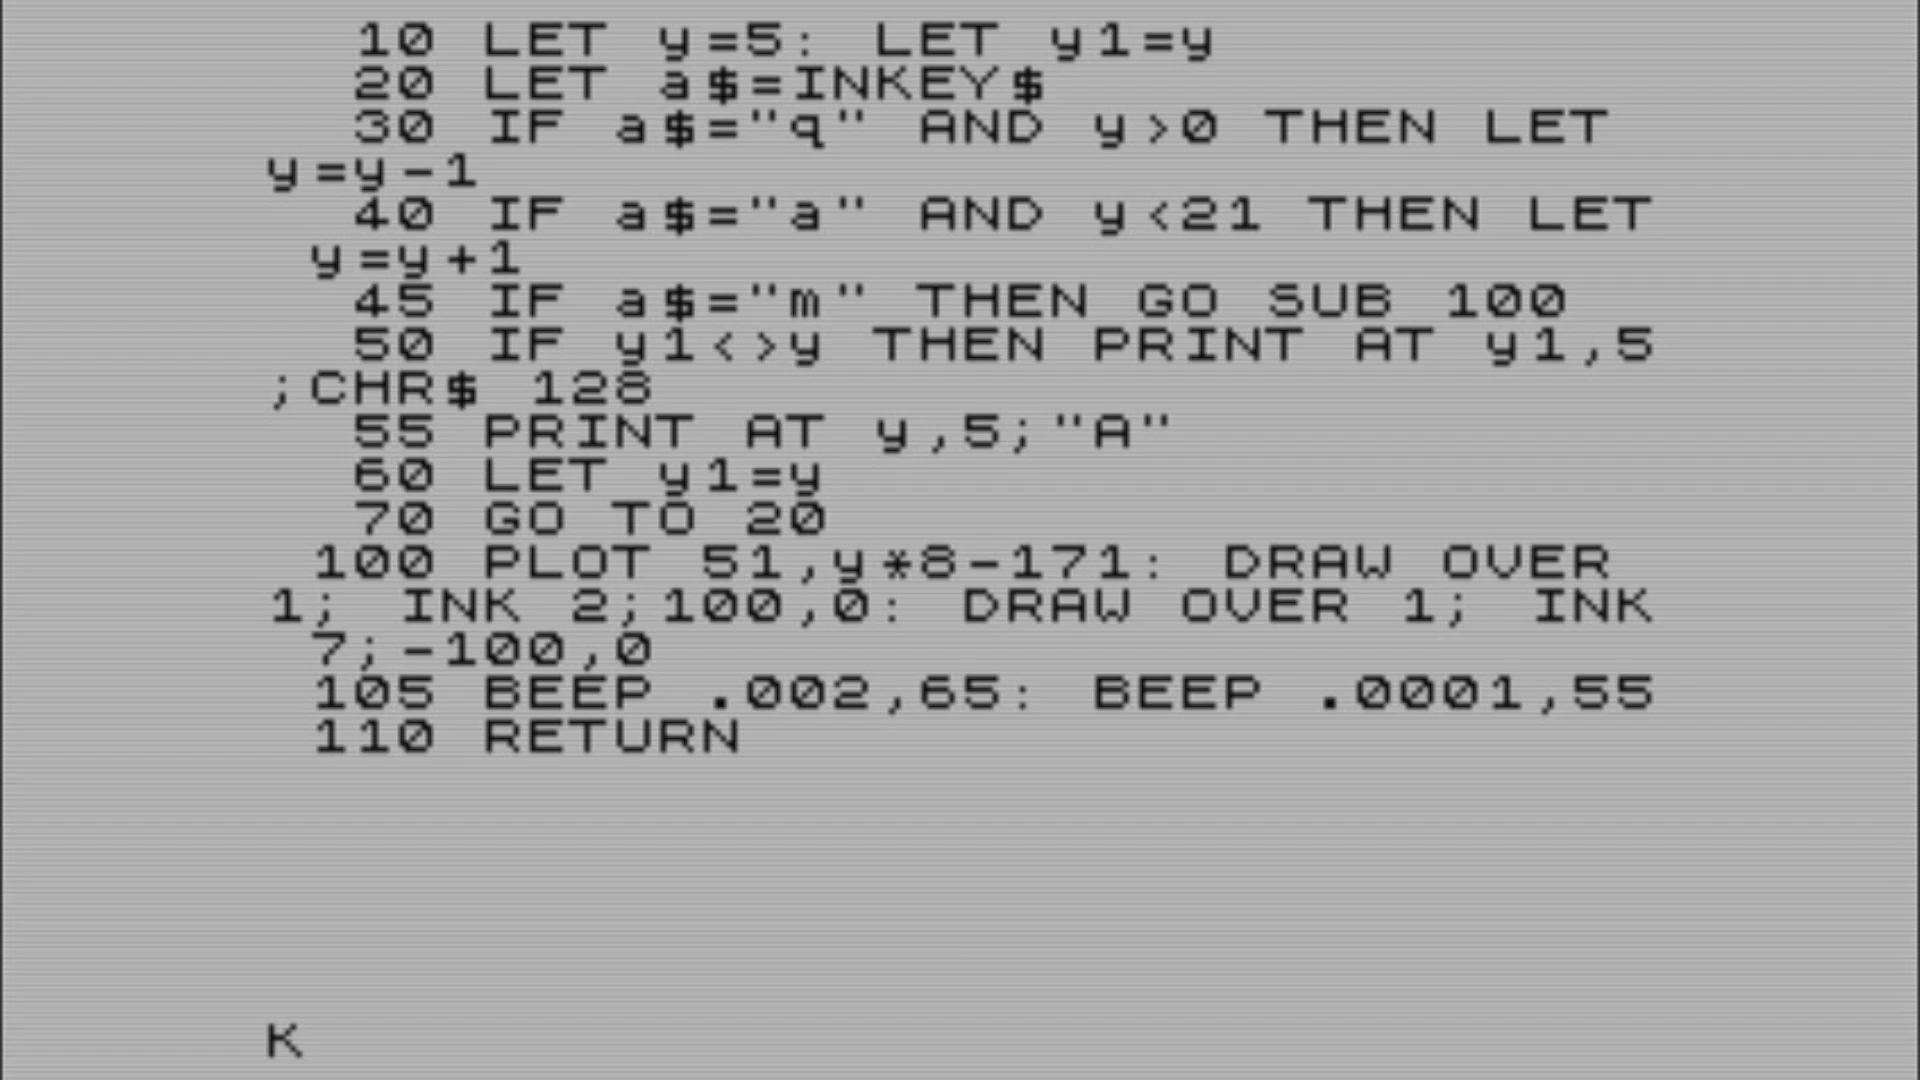 10 LET y=5: LET y1=y
20 LET a$=INKEY$
30 IF a$="q" AND y>0 THEN LET
y=y-1
40 IF a$="a" AND y<21 THEN LET
y=y+1
45 IF a$="m" THEN GO SUB 100
50 IF y1<>y THEN PRINT AT y1,5
;CHR$ 128
55 PRINT AT y,5;"A"
60 LET y1=y
70 GO TO 20
100 PLOT 51,y*8-171: DRAW OVER
1; INK 2;100,0: DRAW OVER 1; INK
7;-100,0
105 BEEP .002,65: BEEP .0001,55
110 RETURN
K